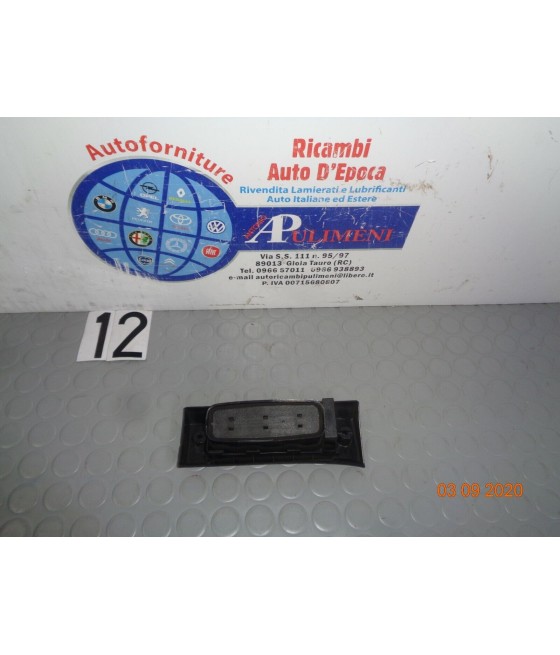 Autoforniture
Ricambi
Auto D'Epoca
Rivendita Lamierati e Lubrificanti
Auto Italiane ed Estere
APULIMENI
Via S.S. 111 n. 95/97
89013 Gioia Tauro (RC)
Tel. 0966 57011 0966 938893
e-mail autoricambipulimeni@libero.it
P. IVA 00715680807
12
03 09 2020